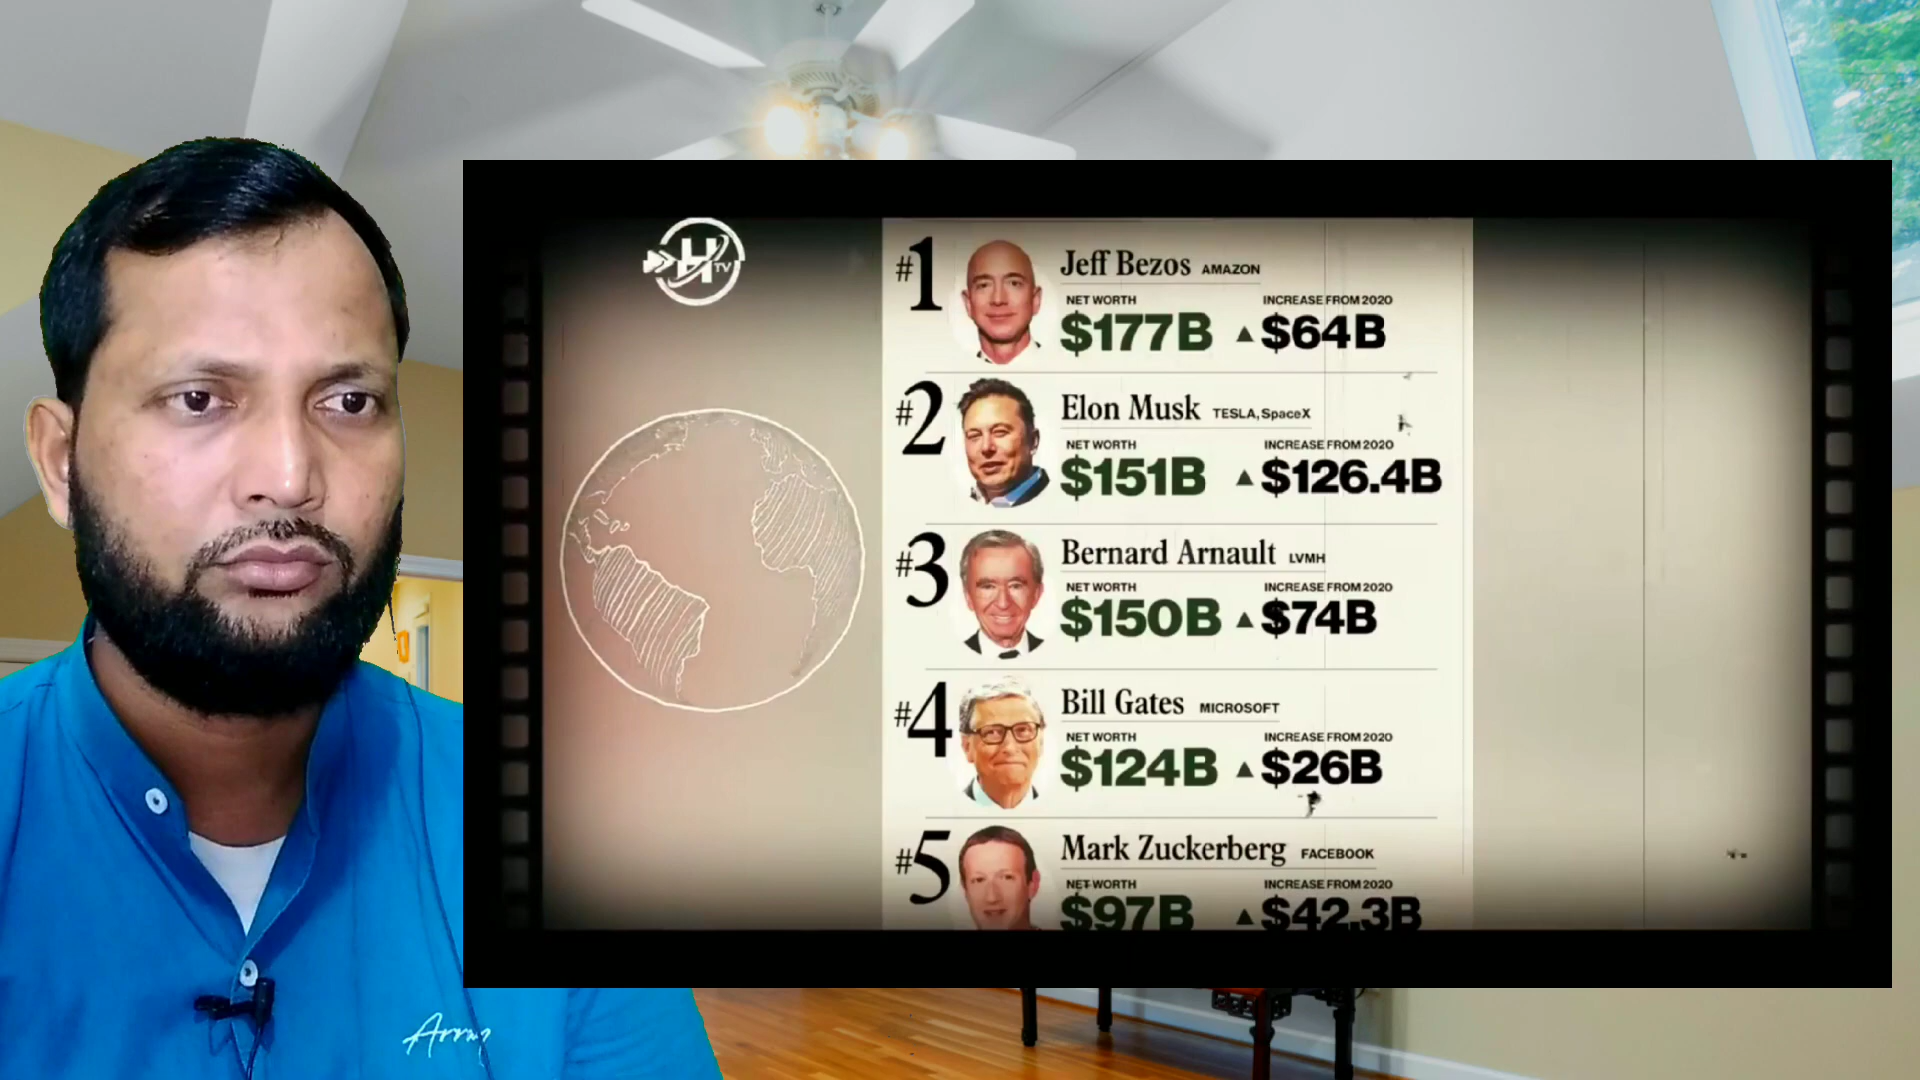 H TV
#1
Jeff Bezos AMAZON
NET WORTH INCREASE FROM 2020
$177B ▲ $64B
#2
Elon Musk TESLA, SpaceX
NET WORTH INCREASE FROM 2020
$151B ▲ $126.4B
#3
Bernard Arnault LVMH
NET WORTH INCREASE FROM 2020
$150B ▲ $74B
#4
Bill Gates MICROSOFT
NET WORTH INCREASE FROM 2020
$124B ▲ $26B
#5
Mark Zuckerberg FACEBOOK
NET WORTH INCREASE FROM 2020
$97B ▲ $42.3B